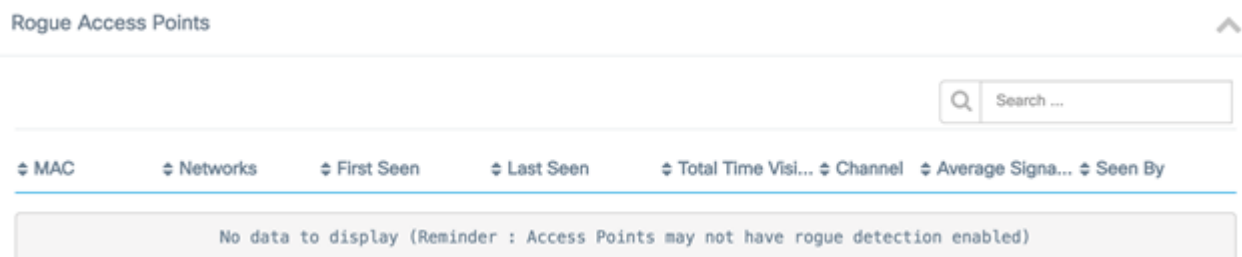 Rogue Access Points
Search ...
MAC Networks First Seen Last Seen Total Time Visi... Channel Average Signa... Seen By
No data to display (Reminder : Access Points may not have rogue detection enabled)